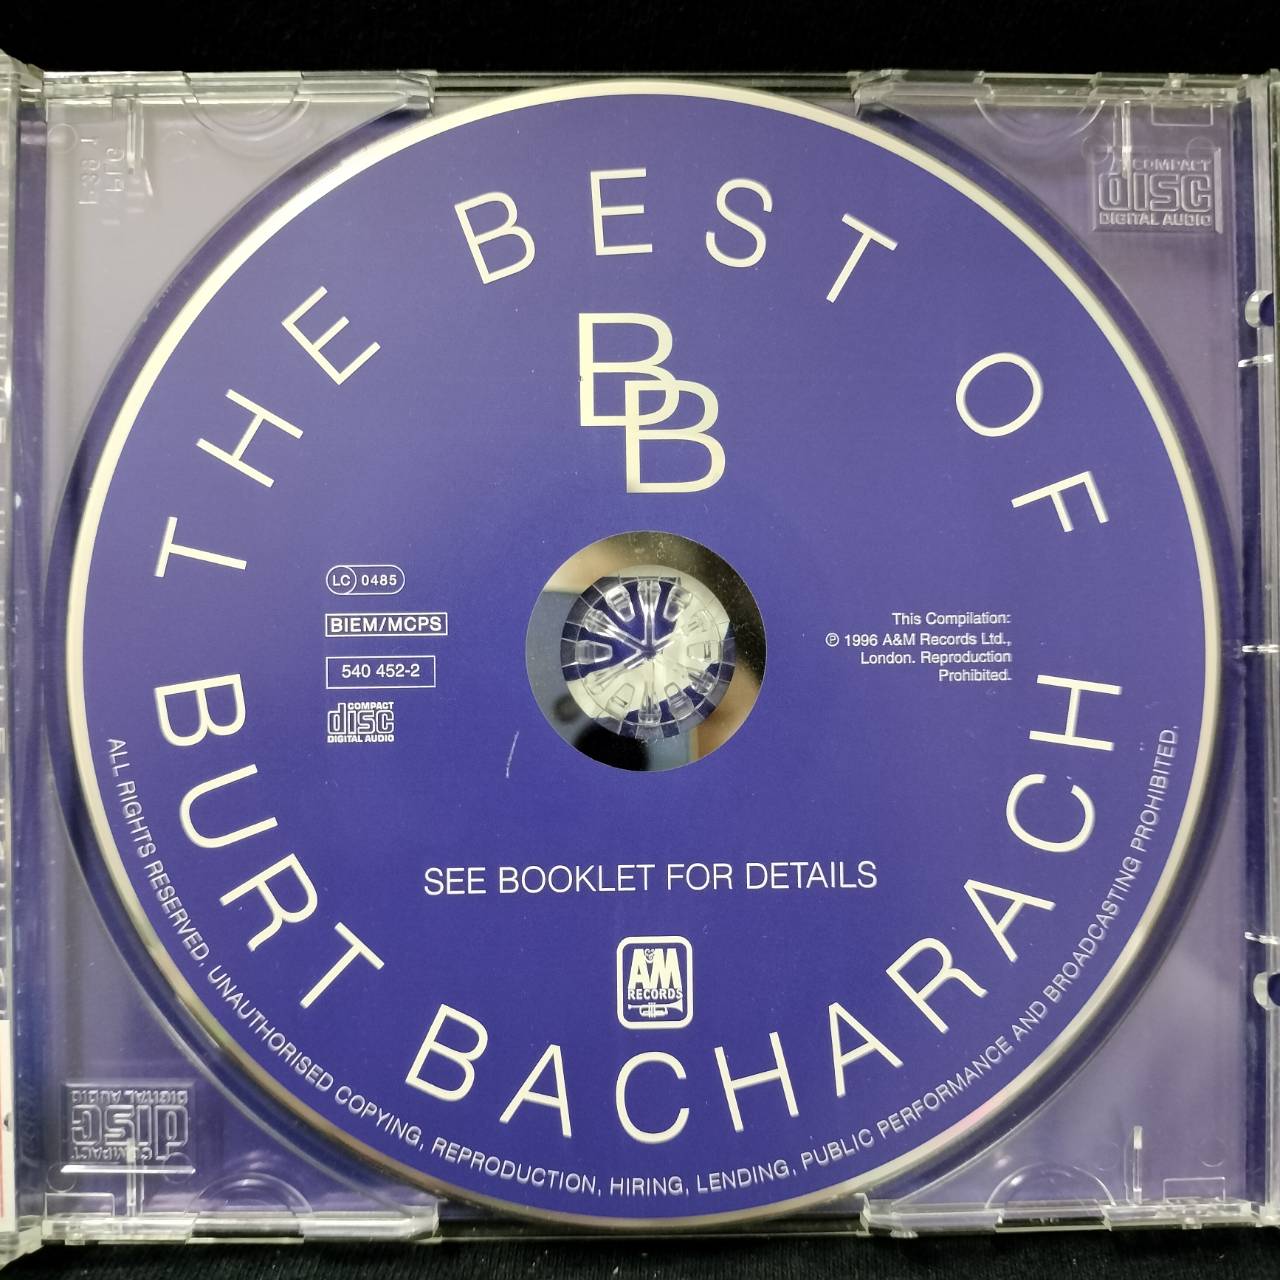 THE BEST OF
BURT BACHARACH
BB
LC 0485
BIEM/MCPS
540 452-2
COMPACT
disc
DIGITAL AUDIO
This Compilation:
℗ 1996 A&M Records Ltd.,
London. Reproduction
Prohibited.
SEE BOOKLET FOR DETAILS
A&M
RECORDS
ALL RIGHTS RESERVED. UNAUTHORISED COPYING, REPRODUCTION, HIRING, LENDING, PUBLIC PERFORMANCE AND BROADCASTING PROHIBITED.
COMPACT
disc
DIGITAL AUDIO
COMPACT
disc
DIGITAL AUDIO